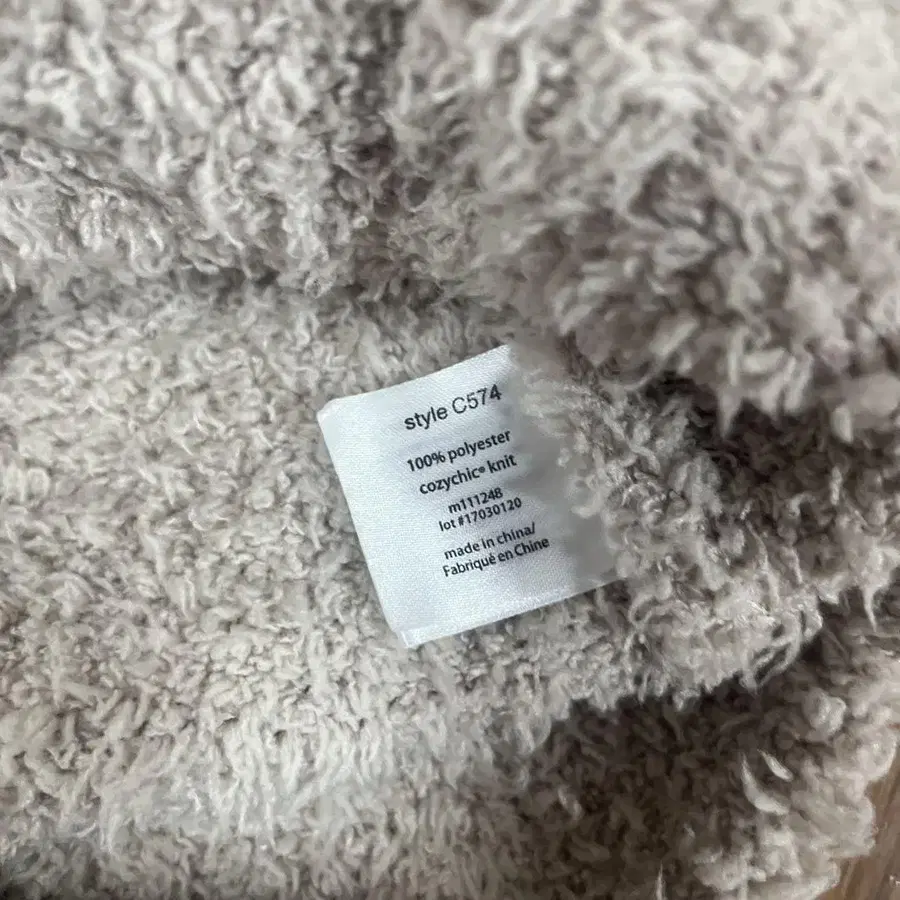 style C574
100% polyester
cozychic® knit
m111248
lot #17030120
made in china/
Fabriqué en Chine